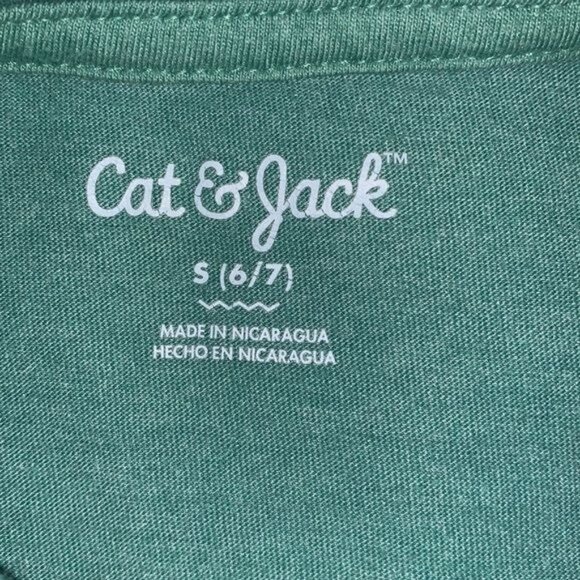 Cat & Jack™
S (6/7)
MADE IN NICARAGUA
HECHO EN NICARAGUA